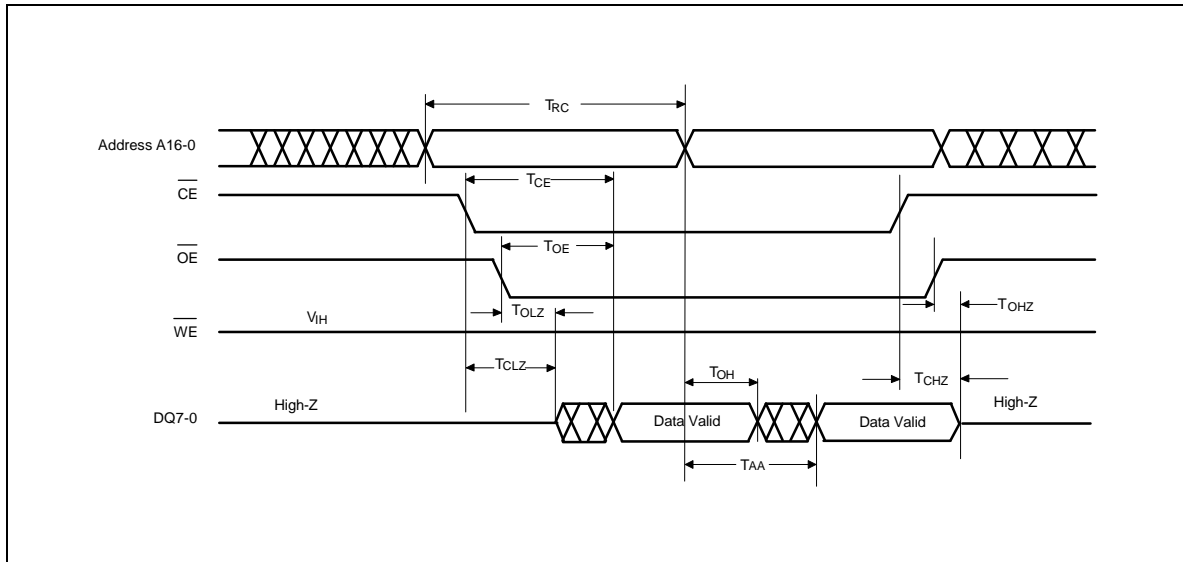 TRC
Address A16-0
TCE
CE
TOE
OE
TOLZ
TOHZ
VIH
WE
TCLZ
TOH
TCHZ
High-Z
High-Z
DQ7-0
Data Valid
Data Valid
TAA